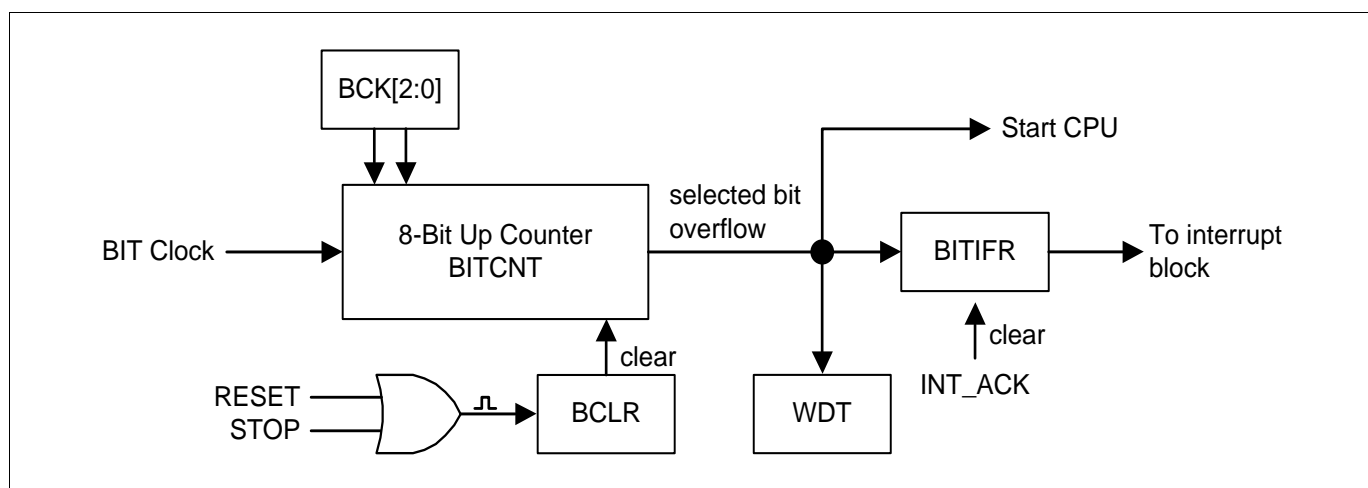 BCK[2:0]
Start CPU
selected bit
overflow
8-Bit Up Counter
BITCNT
BIT Clock
BITIFR
To interrupt
block
clear
clear
INT_ACK
RESET
STOP
BCLR
WDT